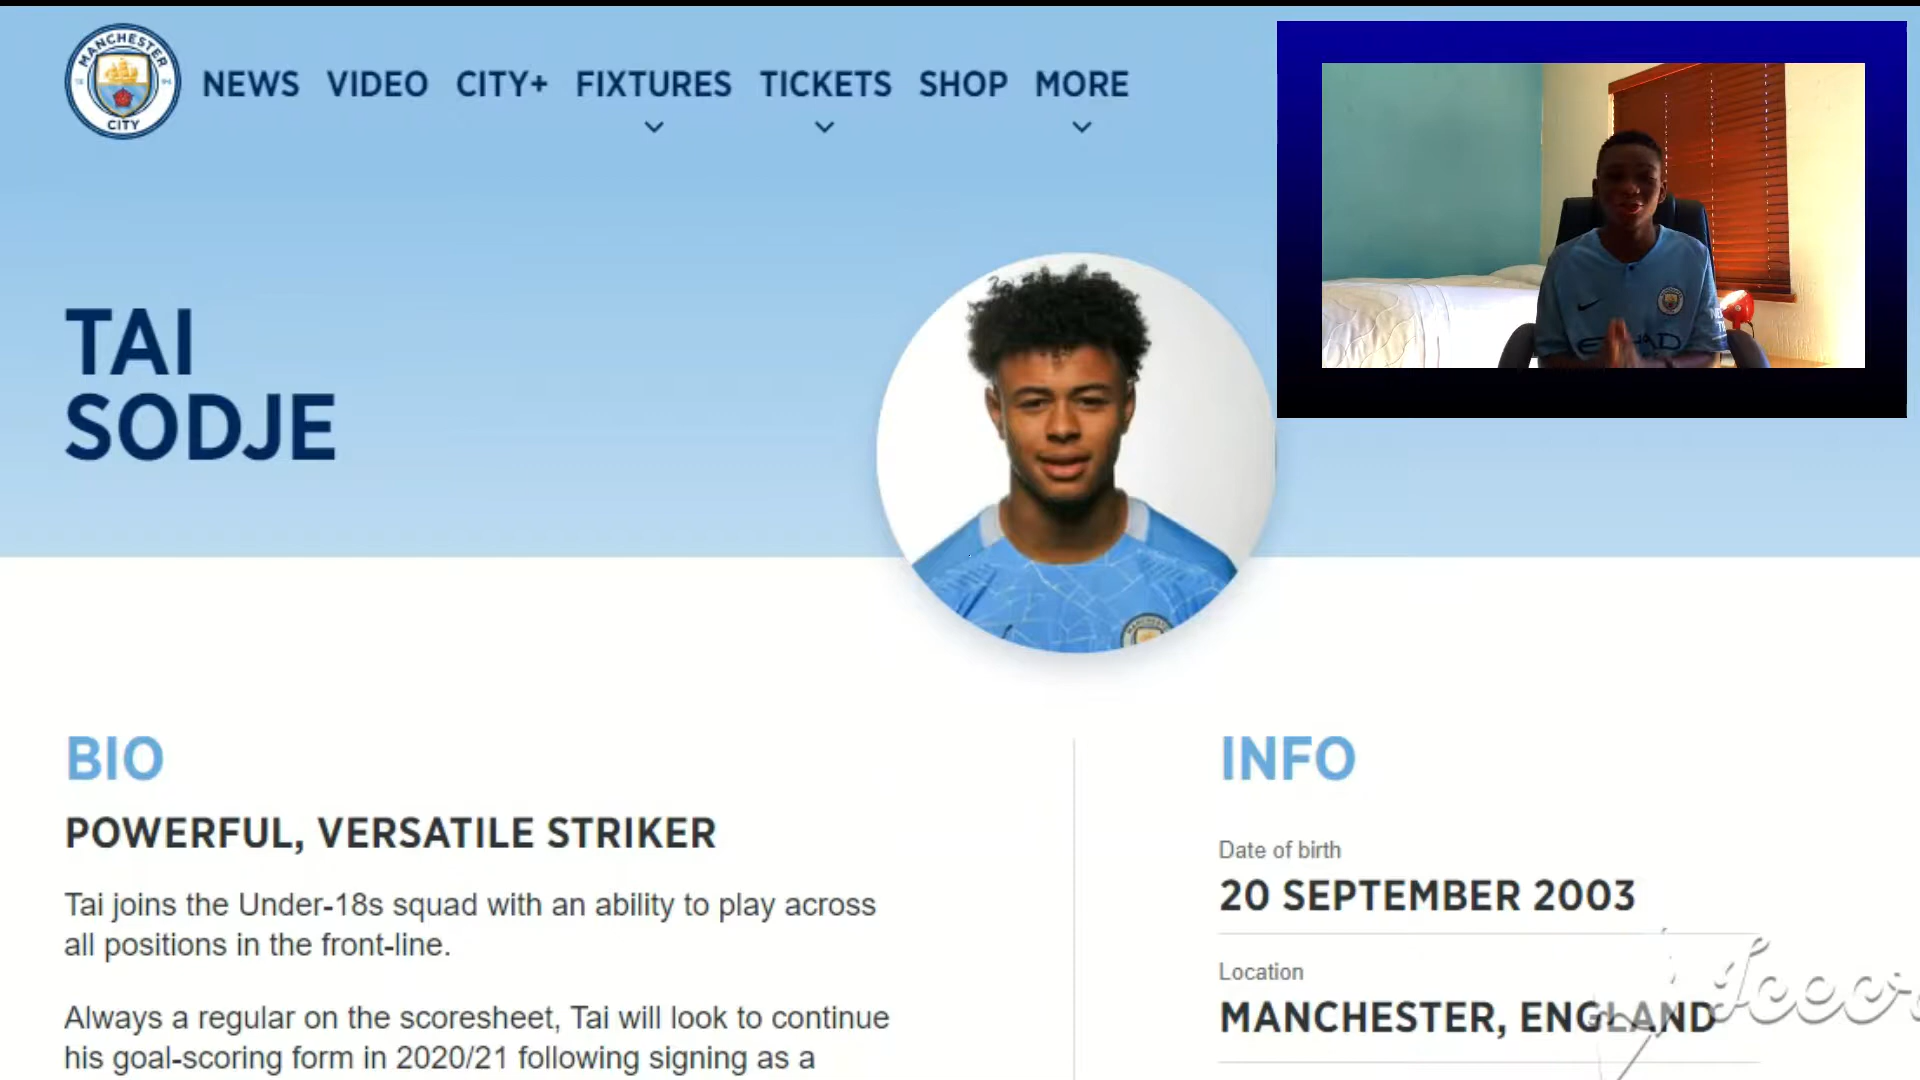 MANCHESTER
CITY
NEWS VIDEO CITY+ FIXTURES TICKETS SHOP MORE
TAI
SODJE
BIO
POWERFUL, VERSATILE STRIKER
Tai joins the Under-18s squad with an ability to play across
all positions in the front-line.
Always a regular on the scoresheet, Tai will look to continue
his goal-scoring form in 2020/21 following signing as a
INFO
Date of birth
20 SEPTEMBER 2003
Location
MANCHESTER, ENGLAND